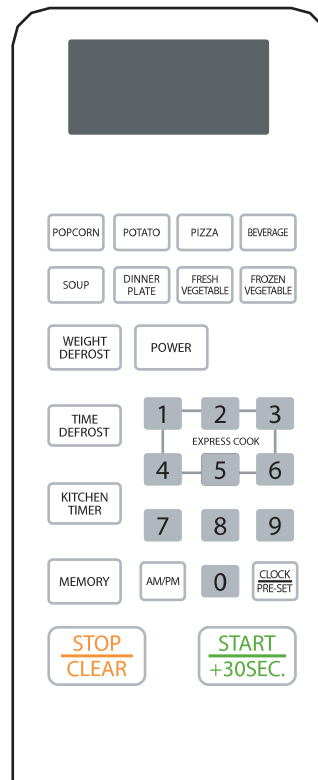 POPCORN POTATO PIZZA BEVERAGE
SOUP DINNER PLATE FRESH VEGETABLE FROZEN VEGETABLE
WEIGHT DEFROST POWER
TIME DEFROST
1 2 3
EXPRESS COOK
4 5 6
KITCHEN TIMER
7 8 9
MEMORY AM/PM 0 CLOCK PRE-SET
STOP CLEAR START +30SEC.